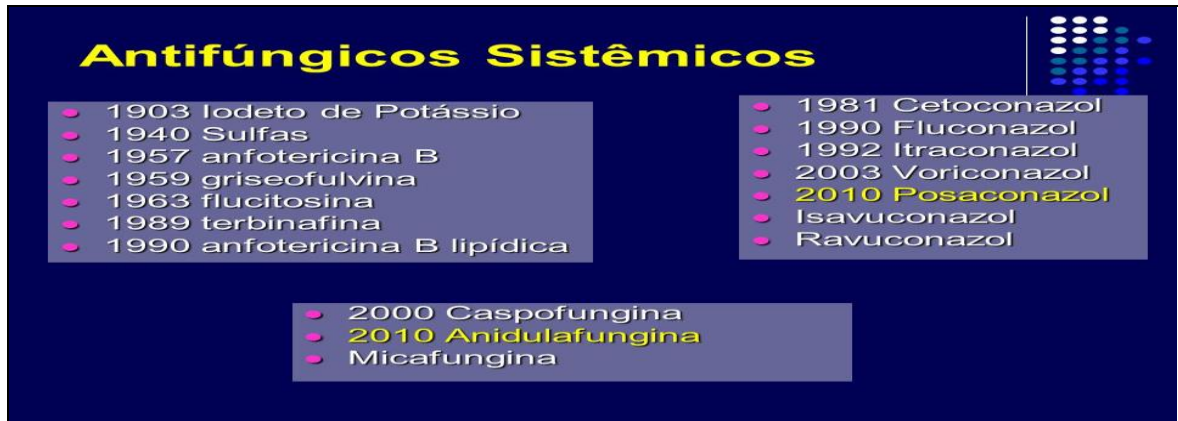 Antifúngicos Sistêmicos
1903 Iodeto de Potássio
1940 Sulfas
1957 anfotericina B
1959 griseofulvina
1963 flucitosina
1989 terbinafina
1990 anfotericina B lipídica
1981 Cetoconazol
1990 Fluconazol
1992 Itraconazol
2003 Voriconazol
2010 Posaconazol
Isavuconazol
Ravuconazol
2000 Caspofungina
2010 Anidulafungina
Micafungina